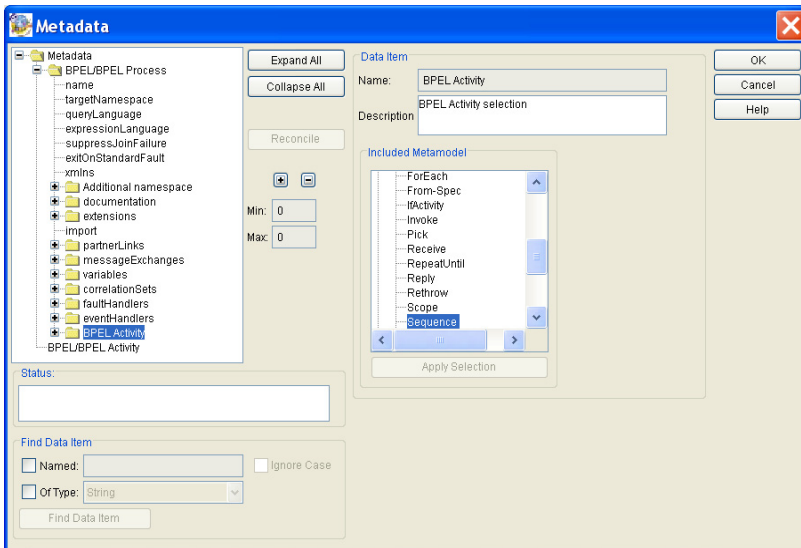 Metadata
Metadata
BPEL/BPEL Process
name
targetNamespace
queryLanguage
expressionLanguage
suppressJoinFailure
exitOnStandardFault
xmlns
Additional namespace
documentation
extensions
import
partnerLinks
messageExchanges
variables
correlationSets
faultHandlers
eventHandlers
BPEL Activity
BPEL/BPEL Activity
Expand All
Collapse All
Reconcile
Min: 0
Max: 0
Data Item
Name: BPEL Activity
Description BPEL Activity selection
Included Metamodel
ForEach
From-Spec
IfActivity
Invoke
Pick
Receive
RepeatUntil
Reply
Rethrow
Scope
Sequence
Apply Selection
OK
Cancel
Help
Status:
Find Data Item
Named: Ignore Case
Of Type: String
Find Data Item